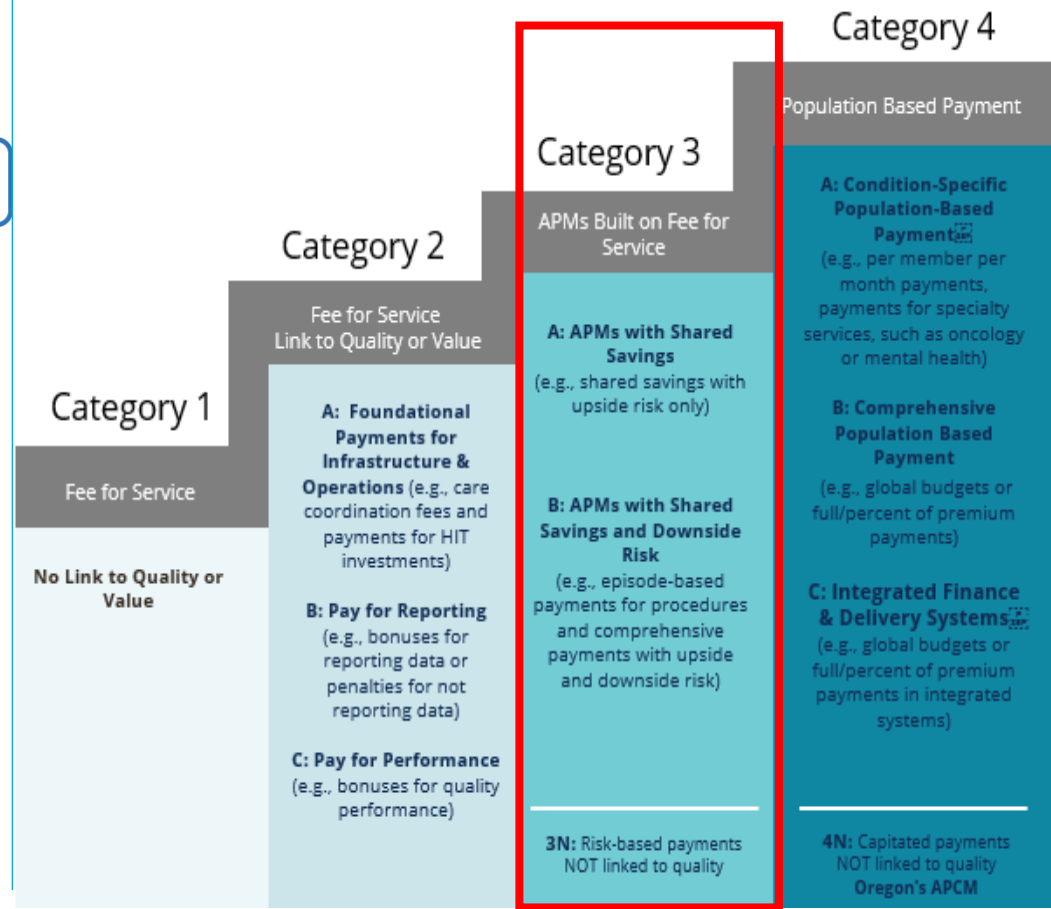 Category 1
Fee for Service
No Link to Quality or
Value
Category 2
Fee for Service
Link to Quality or Value
A: Foundational
Payments for
Infrastructure &
Operations (e.g., care
coordination fees and
payments for HIT
investments)
B: Pay for Reporting
(e.g., bonuses for
reporting data or
penalties for not
reporting data)
C: Pay for Performance
(e.g., bonuses for quality
performance)
Category 3
APMs Built on Fee for
Service
A: APMs with Shared
Savings
(e.g., shared savings with
upside risk only)
B: APMs with Shared
Savings and Downside
Risk
(e.g., episode-based
payments for procedures
and comprehensive
payments with upside
and downside risk)
3N: Risk-based payments
NOT linked to quality
Category 4
Population Based Payment
A: Condition-Specific
Population-Based
Payment
(e.g., per member per
month payments,
payments for specialty
services, such as oncology
or mental health)
B: Comprehensive
Population Based
Payment
(e.g., global budgets or
full/percent of premium
payments)
C: Integrated Finance
& Delivery Systems
(e.g., global budgets or
full/percent of premium
payments in integrated
systems)
4N: Capitated payments
NOT linked to quality
Oregon's APCM